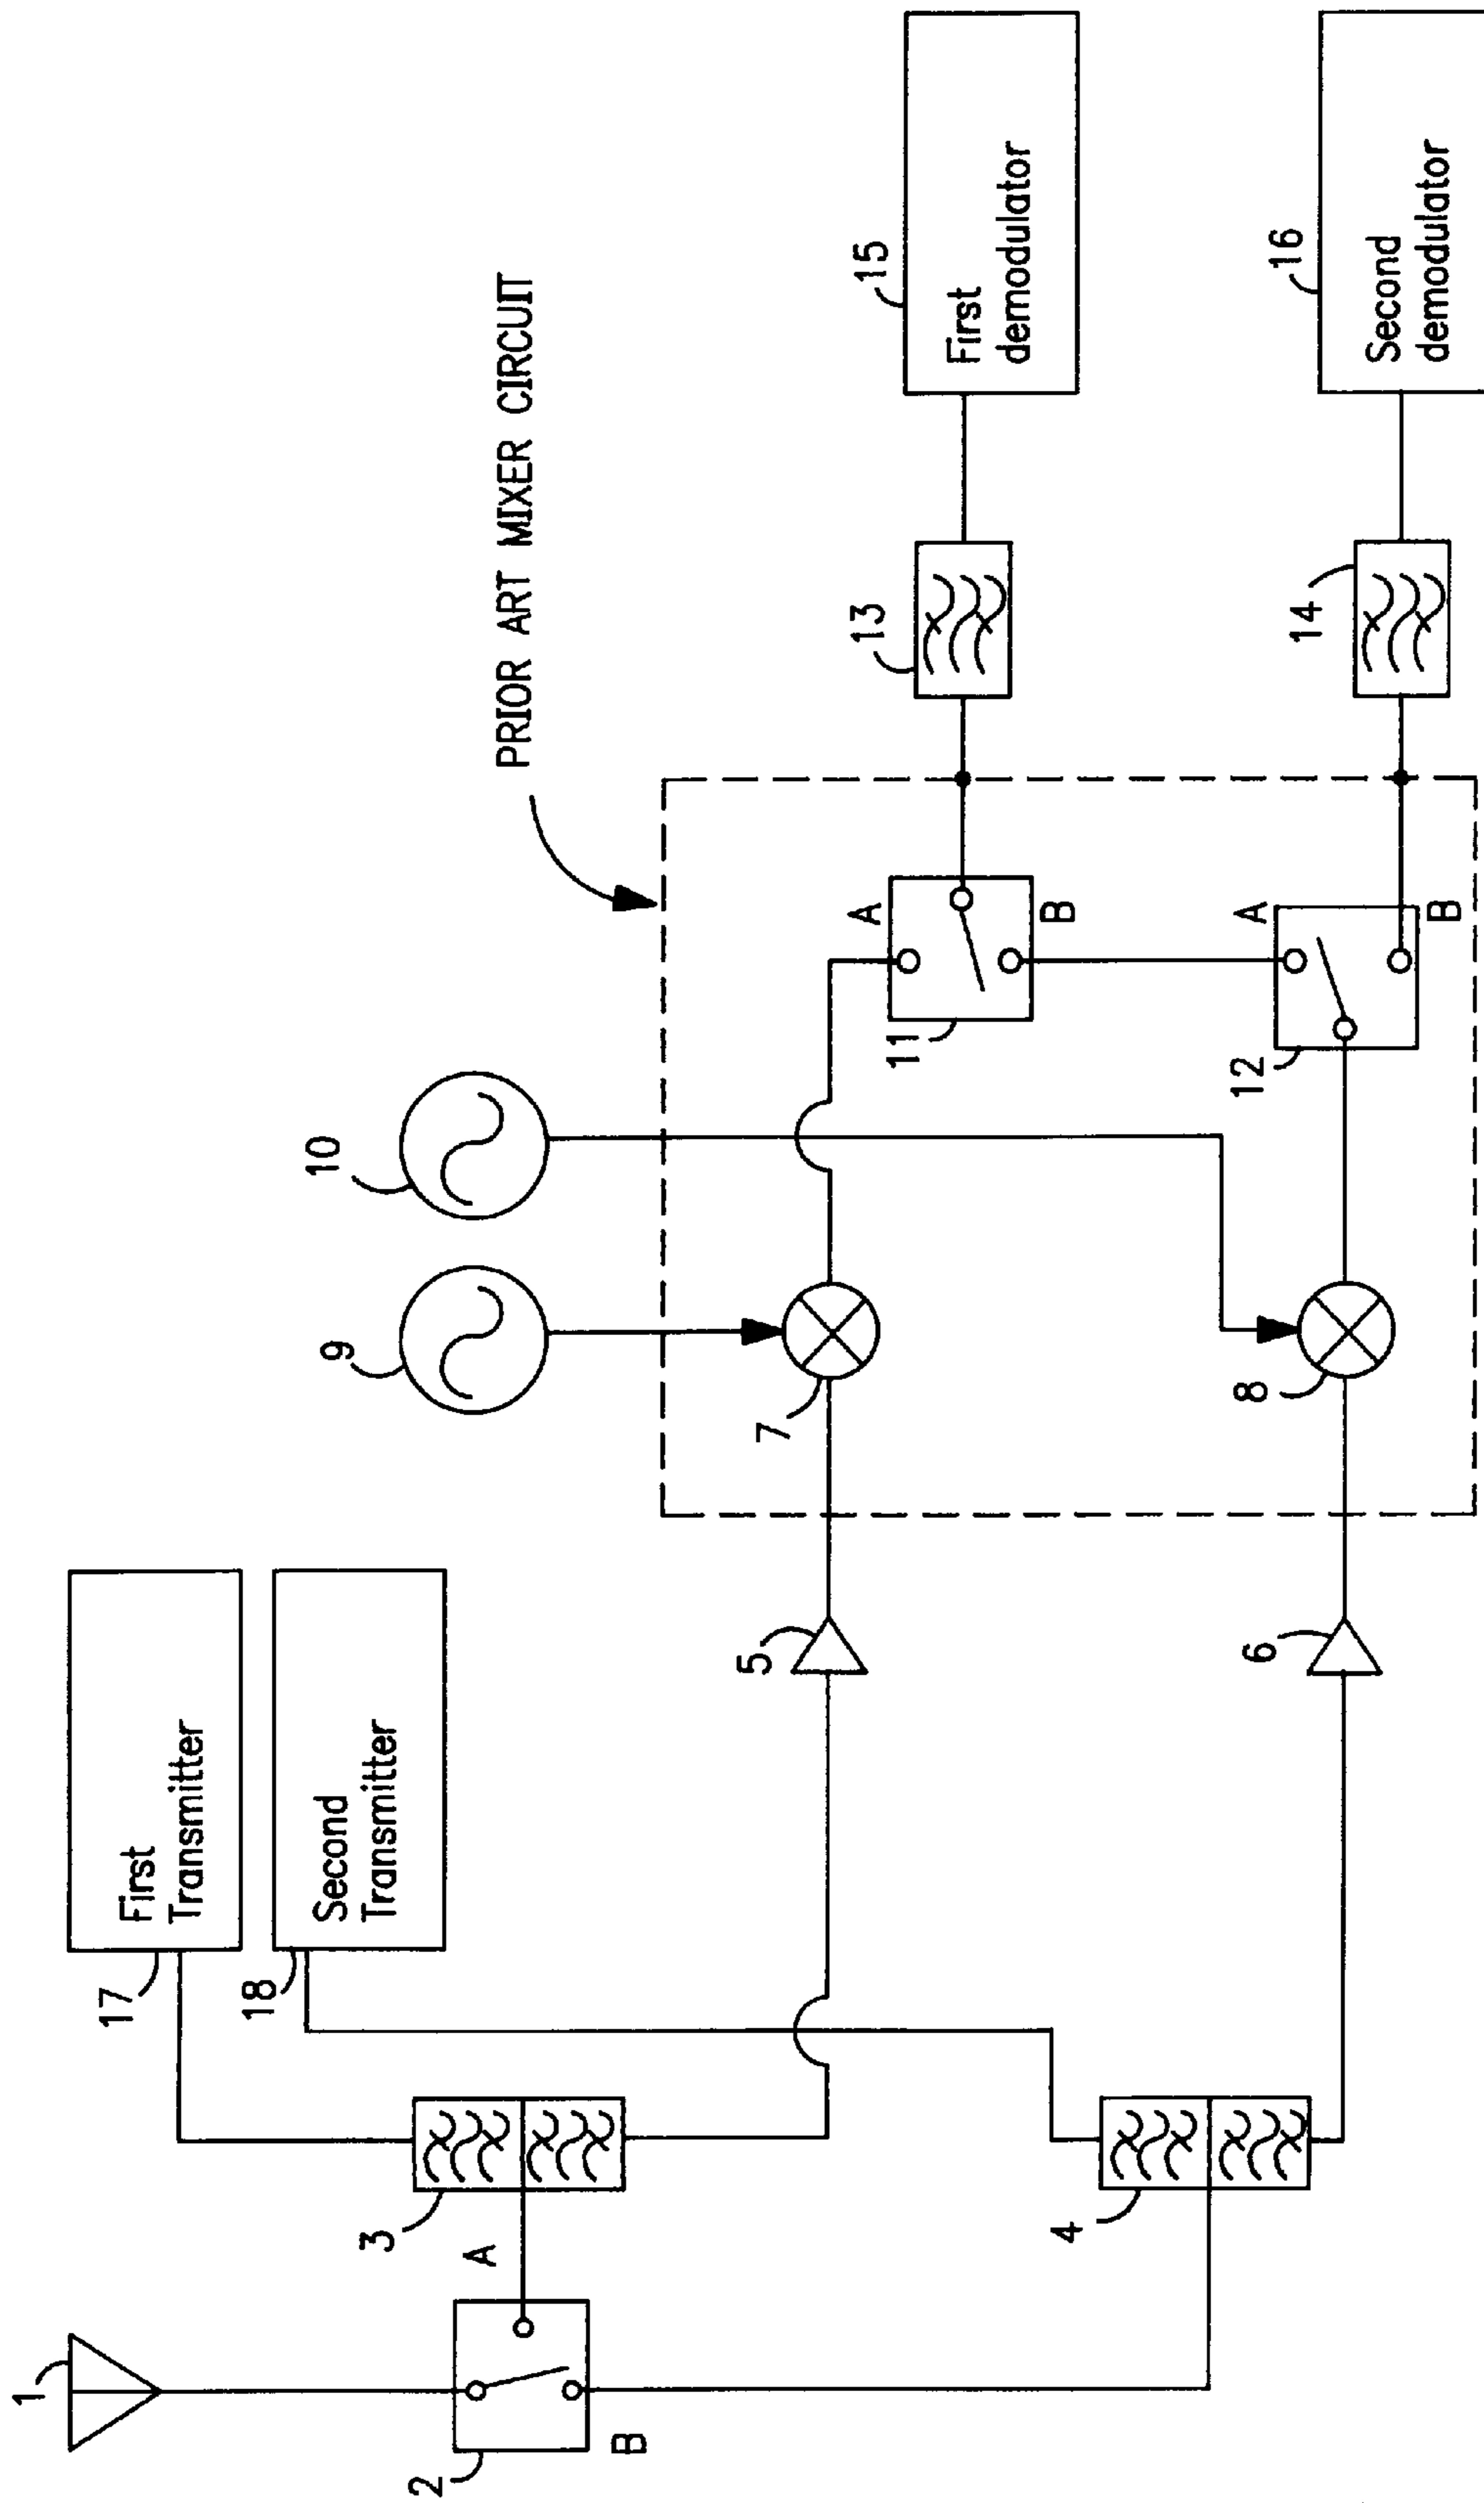 1
2
A
B
3
4
17
First
Transmitter
18
Second
Transmitter
5
6
9
10
PRIOR ART MIXER CIRCUIT
7
8
11
A
B
12
A
B
13
14
15
First
demodulator
16
Second
demodulator